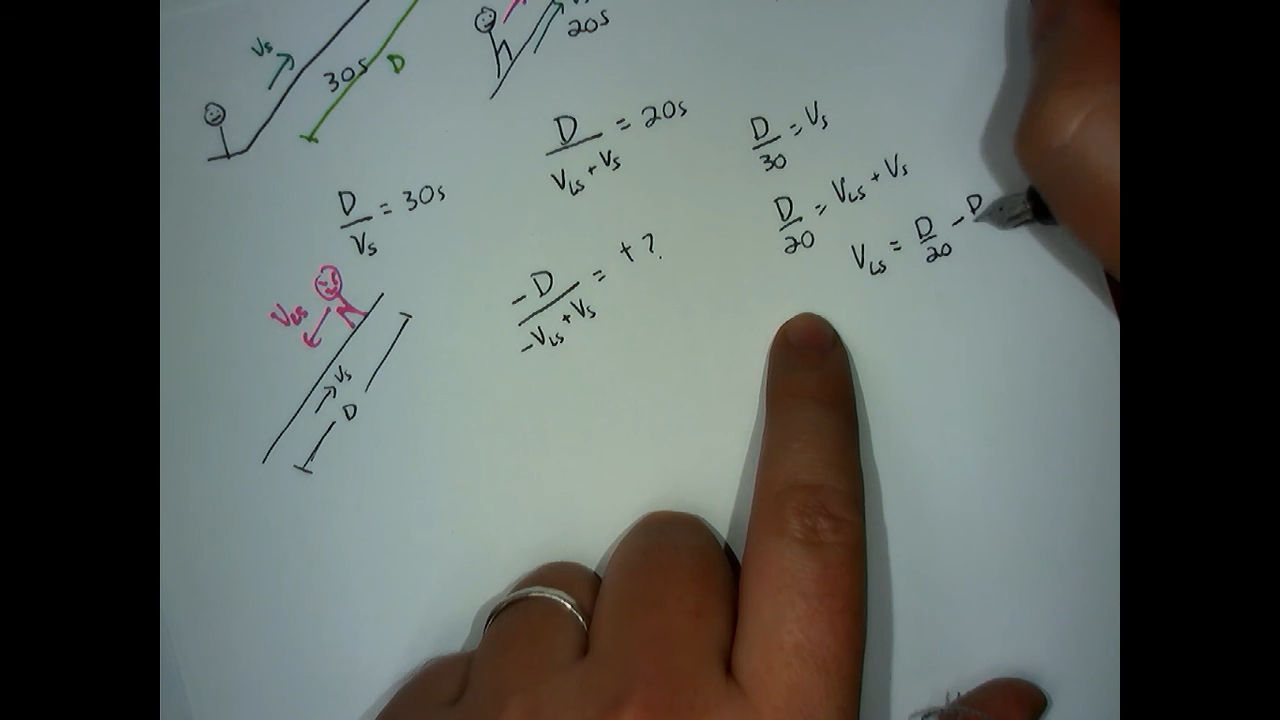 Vs
30s
D
20s
D/Vs = 30s
D/(VLs + Vs) = 20s
D/30 = Vs
D/20 = VLs + Vs
VLs = D/20 - D
VLs
Vs
D
-D/(-VLs + Vs) = t?